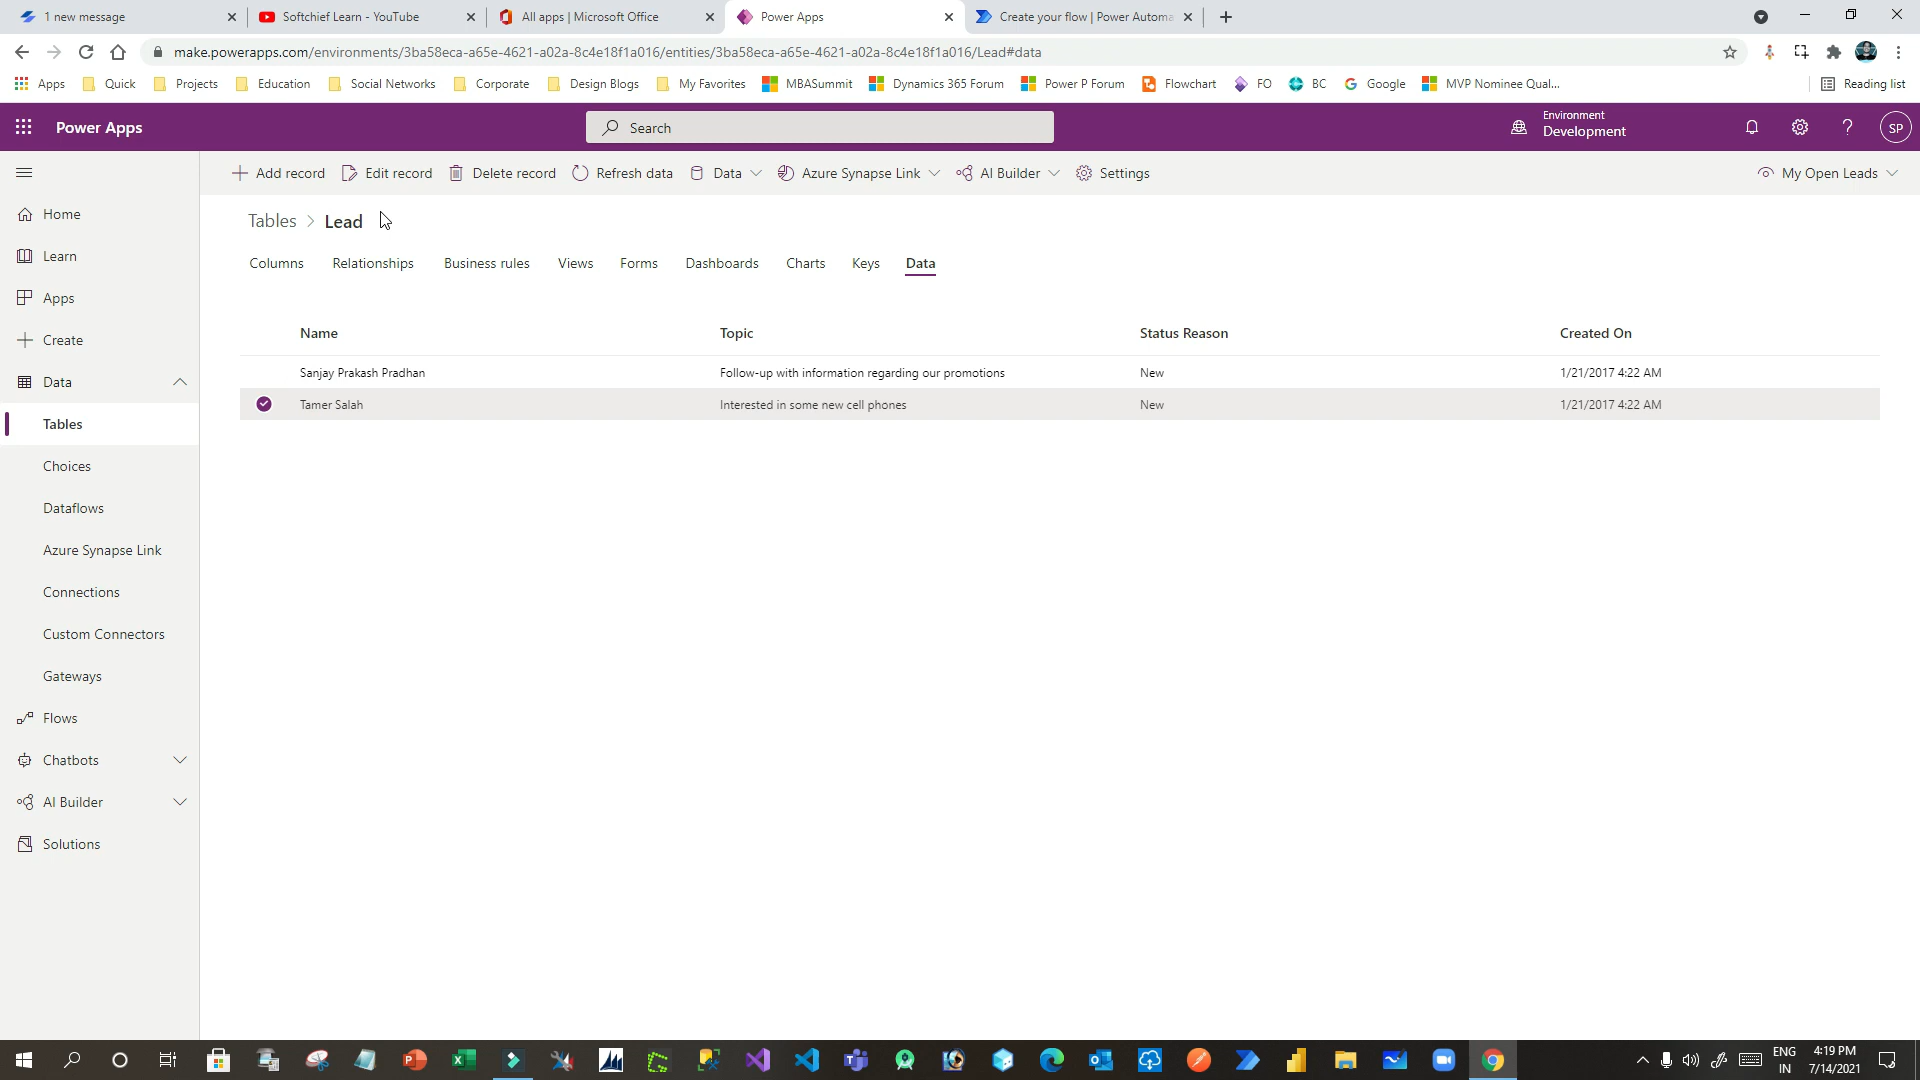 1 new message
Softchief Learn - YouTube
All apps | Microsoft Office
Power Apps
Create your flow | Power Automa
make.powerapps.com/environments/3ba58eca-a65e-4621-a02a-8c4e18f1a016/entities/3ba58eca-a65e-4621-a02a-8c4e18f1a016/Lead#data
Apps
Quick
Projects
Education
Social Networks
Corporate
Design Blogs
My Favorites
MBASummit
Dynamics 365 Forum
Power P Forum
Flowchart
FO
BC
Google
MVP Nominee Qual...
Reading list
Power Apps
Search
Environment
Development
SP
Add record
Edit record
Delete record
Refresh data
Data
Azure Synapse Link
AI Builder
Settings
My Open Leads
Home
Learn
Apps
Create
Data
Tables
Choices
Dataflows
Azure Synapse Link
Connections
Custom Connectors
Gateways
Flows
Chatbots
AI Builder
Solutions
Tables > Lead
Columns
Relationships
Business rules
Views
Forms
Dashboards
Charts
Keys
Data
Name Topic Status Reason Created On
Sanjay Prakash Pradhan Follow-up with information regarding our promotions New 1/21/2017 4:22 AM
Tamer Salah Interested in some new cell phones New 1/21/2017 4:22 AM
ENG
IN
4:19 PM
7/14/2021